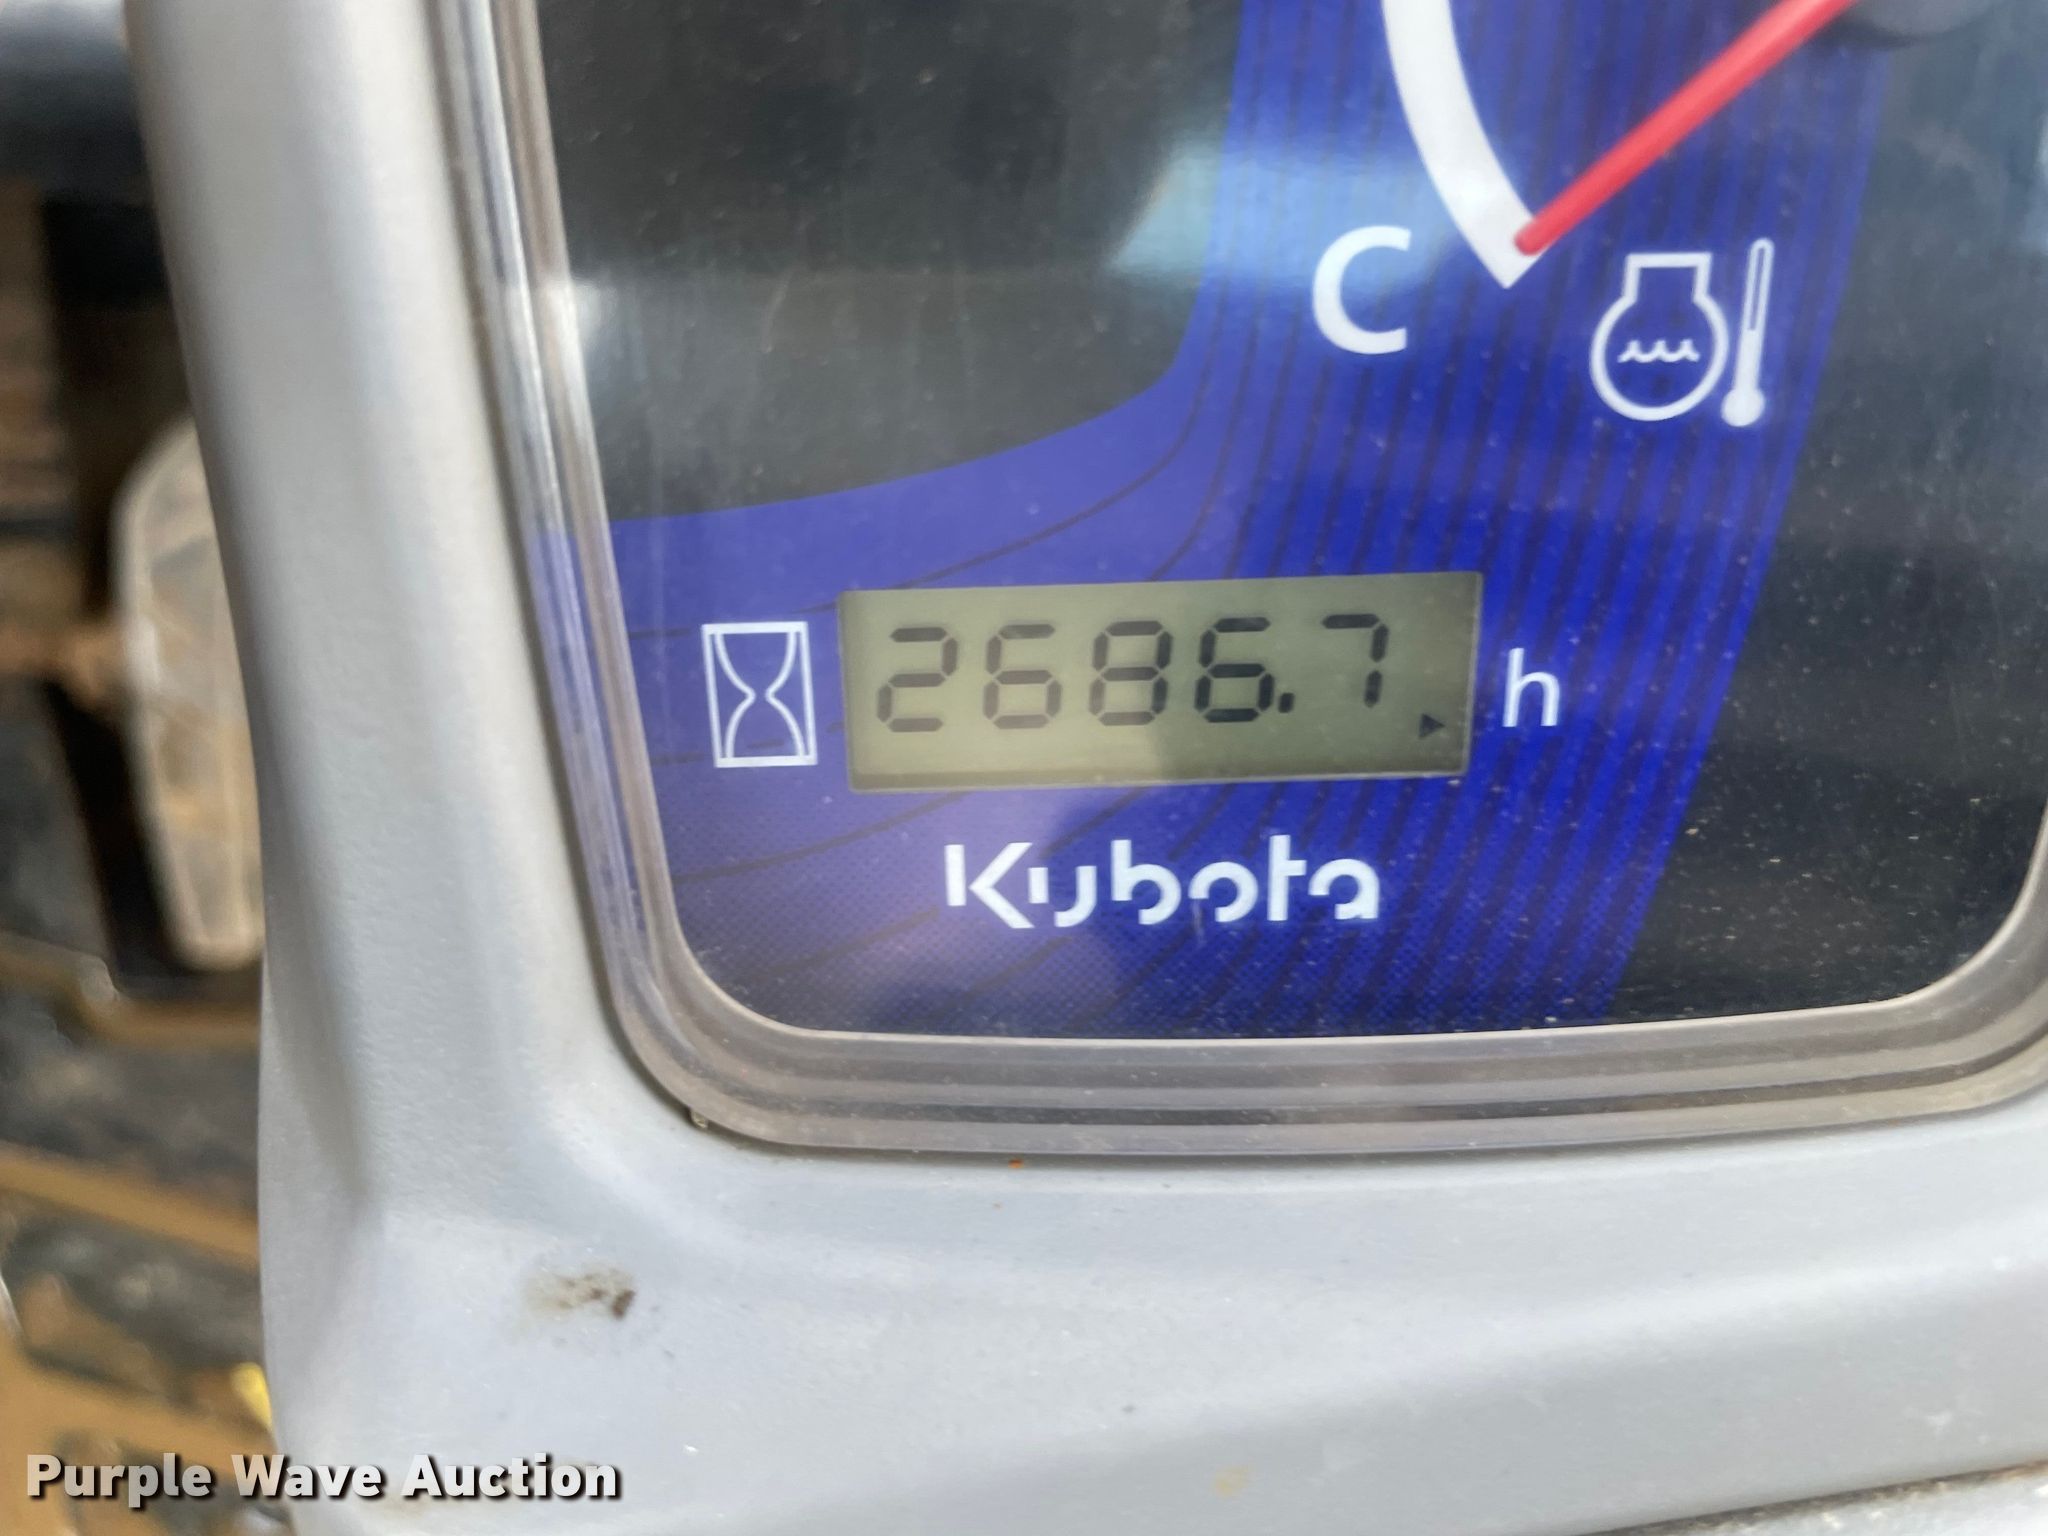 C
2686.7 h
Kubota
Purple Wave Auction